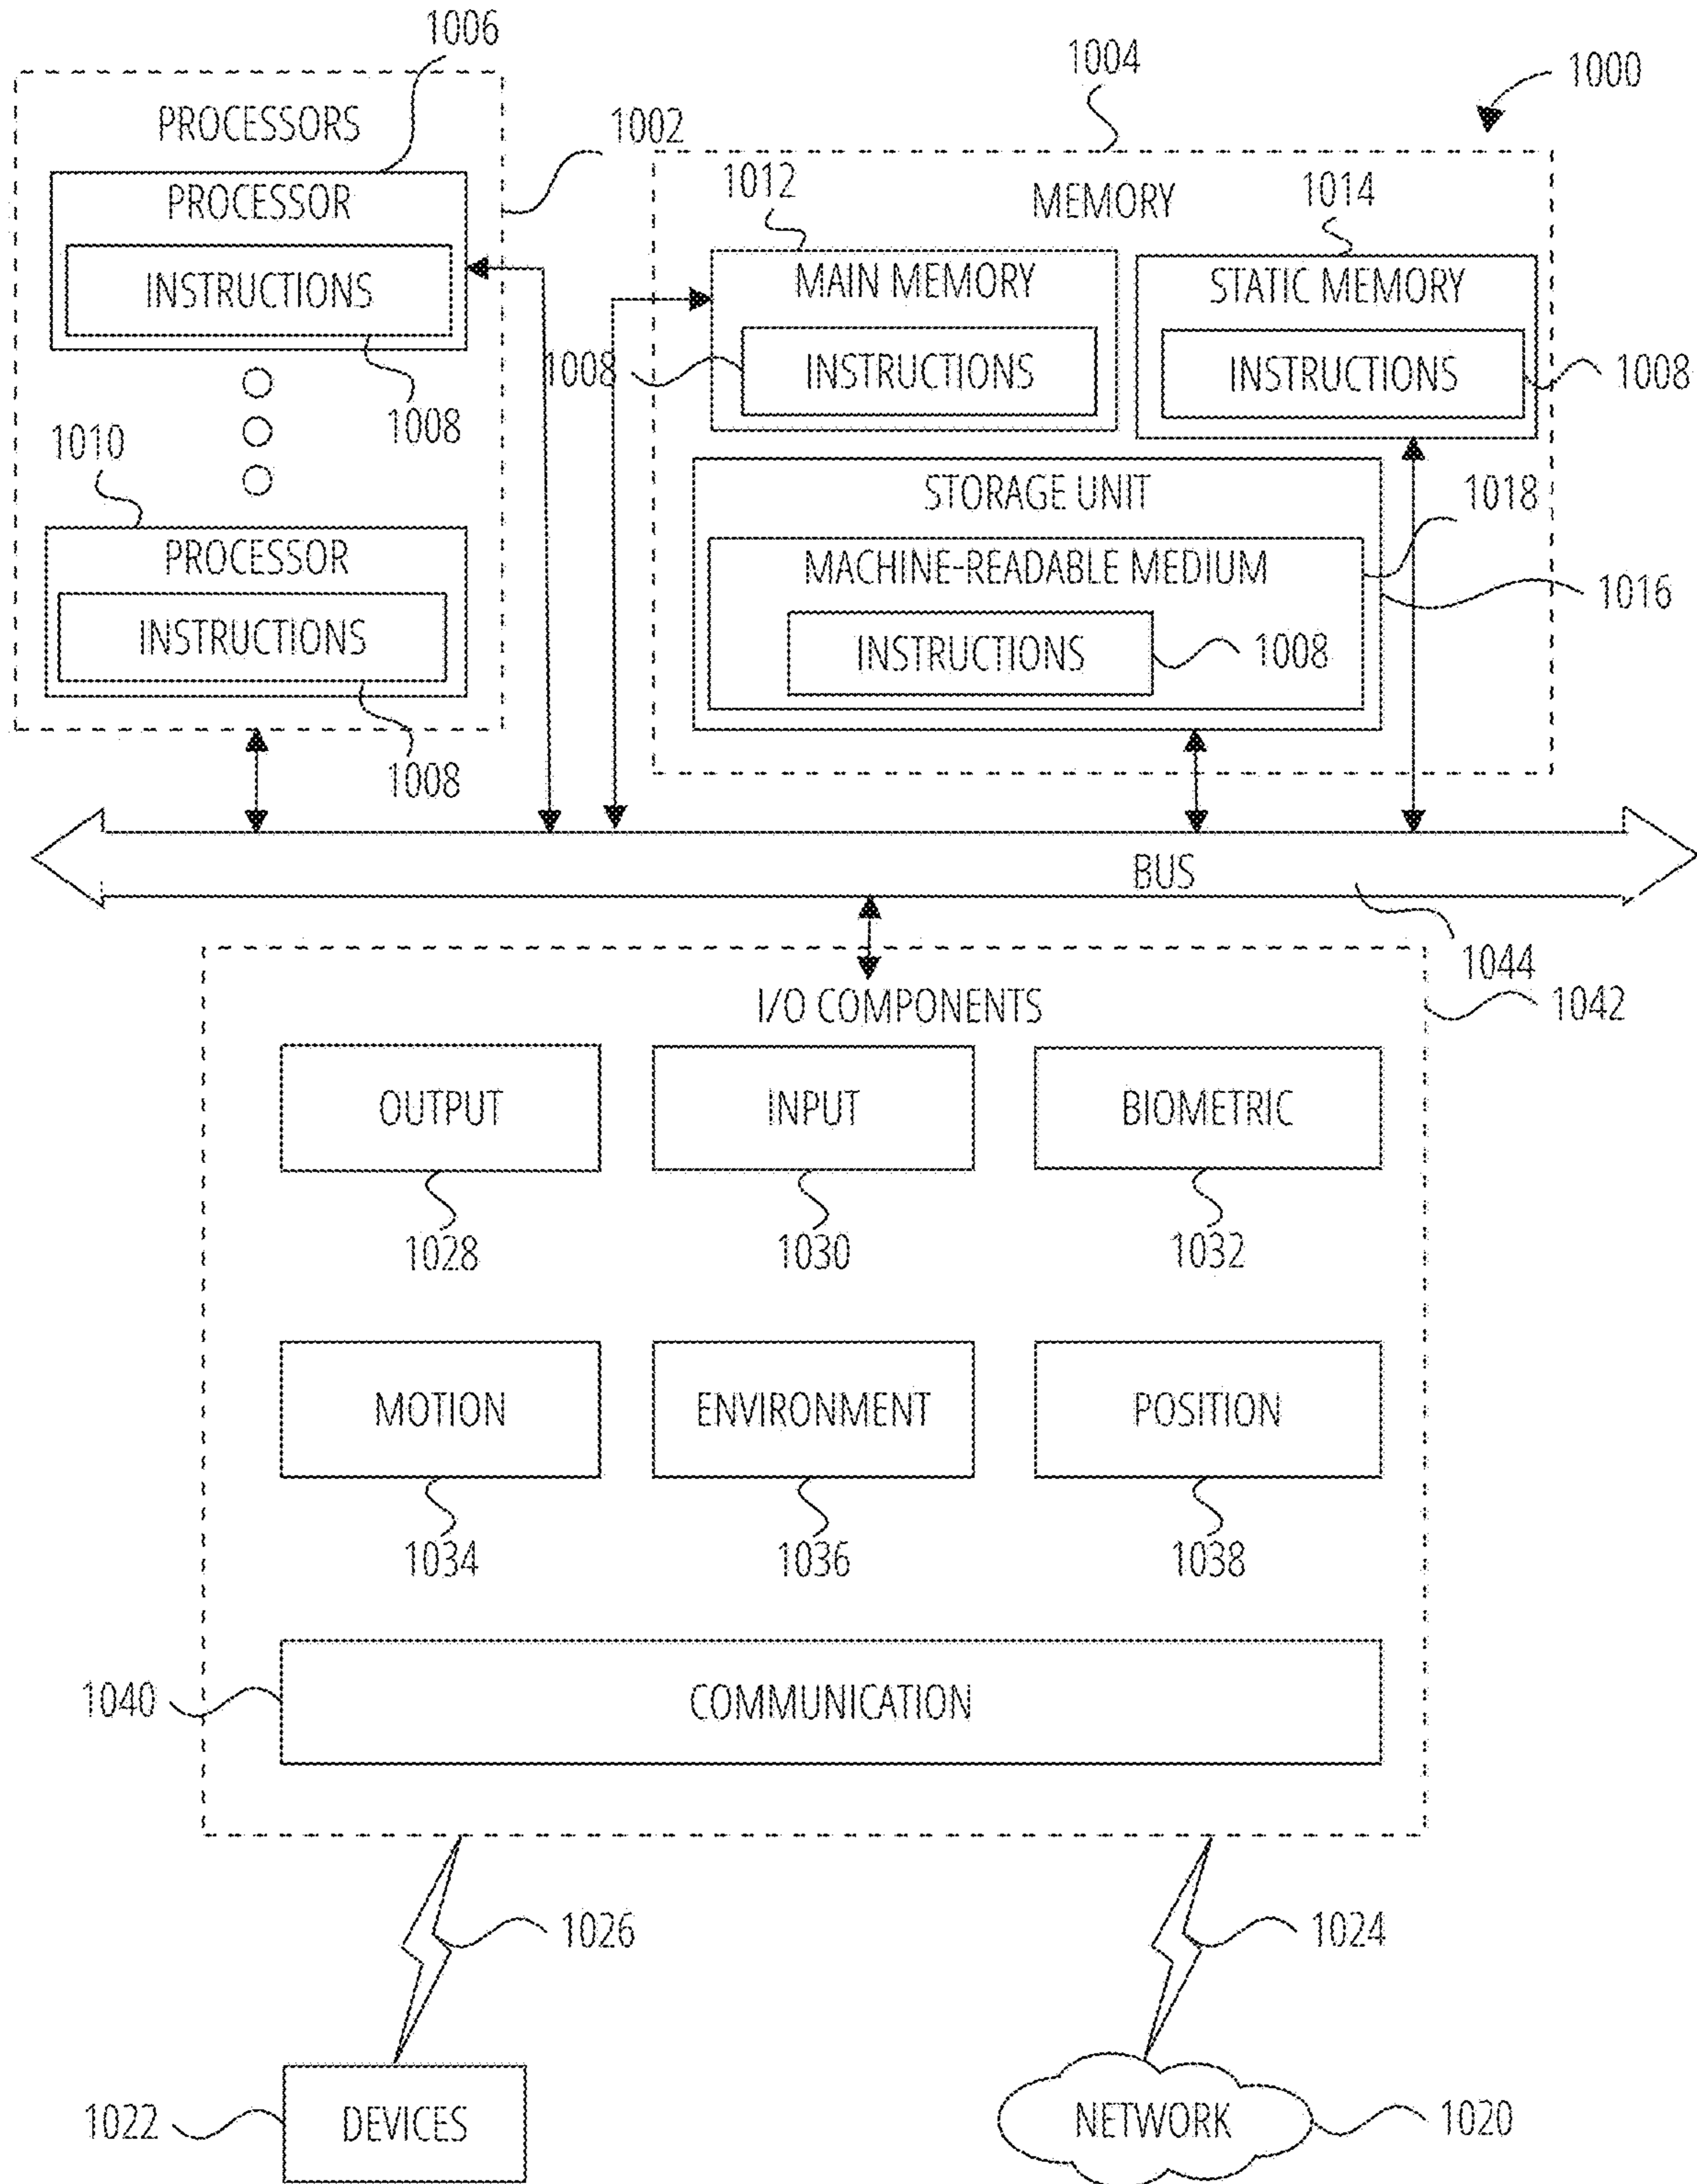 1006
1004
1000
PROCESSORS
1002
PROCESSOR
INSTRUCTIONS
1008
1010
PROCESSOR
INSTRUCTIONS
1008
MEMORY
1012
1014
MAIN MEMORY
INSTRUCTIONS
1008
STATIC MEMORY
INSTRUCTIONS
1008
STORAGE UNIT
1018
MACHINE-READABLE MEDIUM
1016
INSTRUCTIONS
1008
BUS
1044
I/O COMPONENTS
1042
OUTPUT
INPUT
BIOMETRIC
1028
1030
1032
MOTION
ENVIRONMENT
POSITION
1034
1036
1038
1040
COMMUNICATION
1026
1024
1022
DEVICES
NETWORK
1020